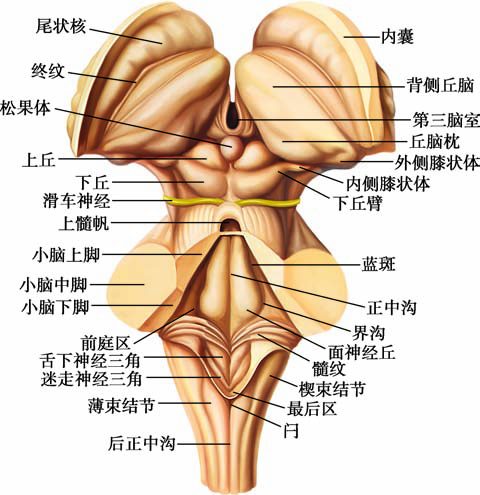 尾状核
内囊
终纹
背侧丘脑
松果体
第三脑室
丘脑枕
上丘
外侧膝状体
下丘
内侧膝状体
滑车神经
下丘臂
上髓帆
小脑上脚
蓝斑
小脑中脚
正中沟
小脑下脚
界沟
前庭区
面神经丘
舌下神经三角
髓纹
迷走神经三角
楔束结节
薄束结节
最后区
闩
后正中沟